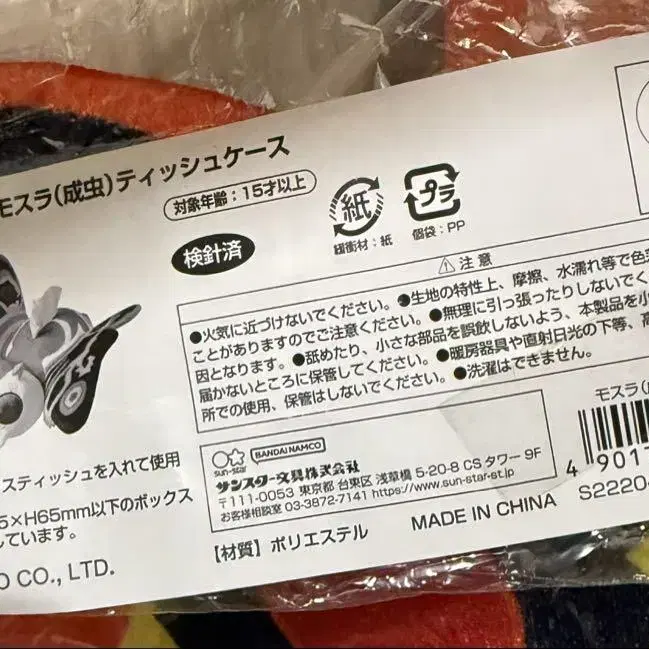 モスラ(成虫)ティッシュケース
対象年齢:15才以上
紙
緩衝材:紙
プラ
個袋:PP
検針済
⚠注意
●火気に近づけないでください。●生地の特性上、摩擦、水濡れ等で色
ことがありますのでご注意ください。●無理に引っ張ったりしないでく
因となります。●舐めたり、小さな部品を誤飲しないよう、本製品を小
届かないところに保管してください。●暖房器具や直射日光の下等、高
所での使用、保管はしないでください。●洗濯はできません。
sun-star
BANDAI NAMCO
サンスター文具株式会社
〒111-0053 東京都 台東区 浅草橋 5-20-8 CS タワー 9F
お客様相談室 03-3872-7141 https://www.sun-star-st.jp
【材質】ポリエステル
MADE IN CHINA
スティッシュを入れて使用
5×H65mm以下のボックス
しています。
O CO., LTD.
モスラ(
4 9017
S2220